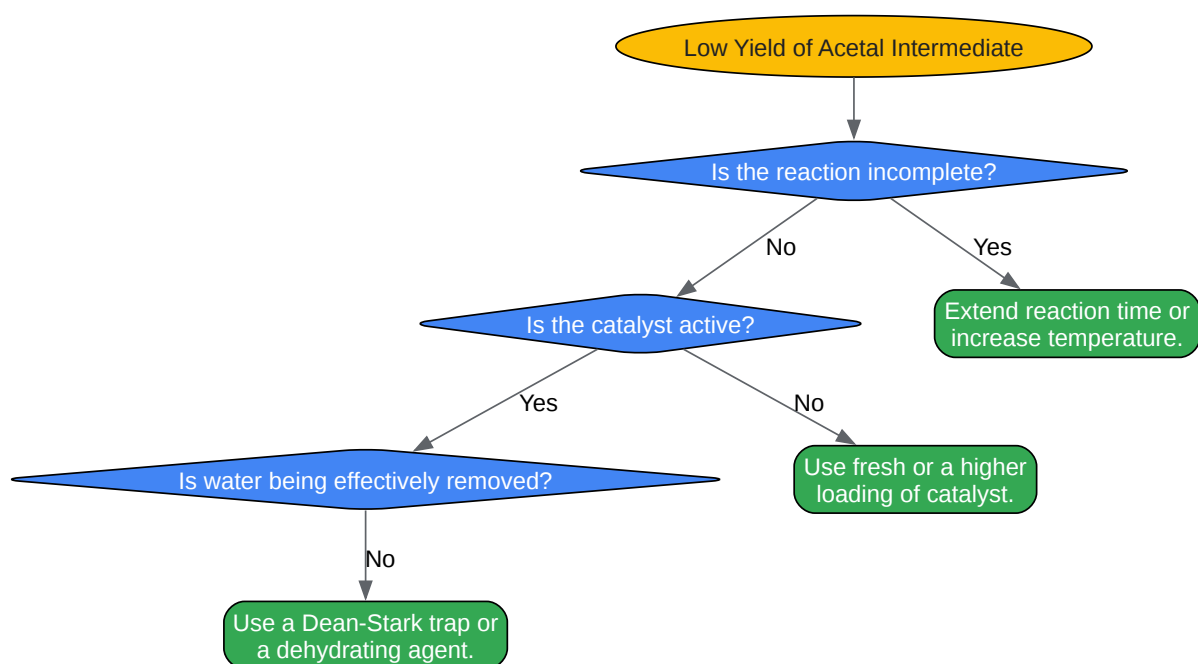 Low Yield of Acetal Intermediate
Is the reaction incomplete?
No
Yes
Is the catalyst active?
Extend reaction time or
increase temperature.
Yes
No
Is water being effectively removed?
Use fresh or a higher
loading of catalyst.
No
Use a Dean-Stark trap or
a dehydrating agent.